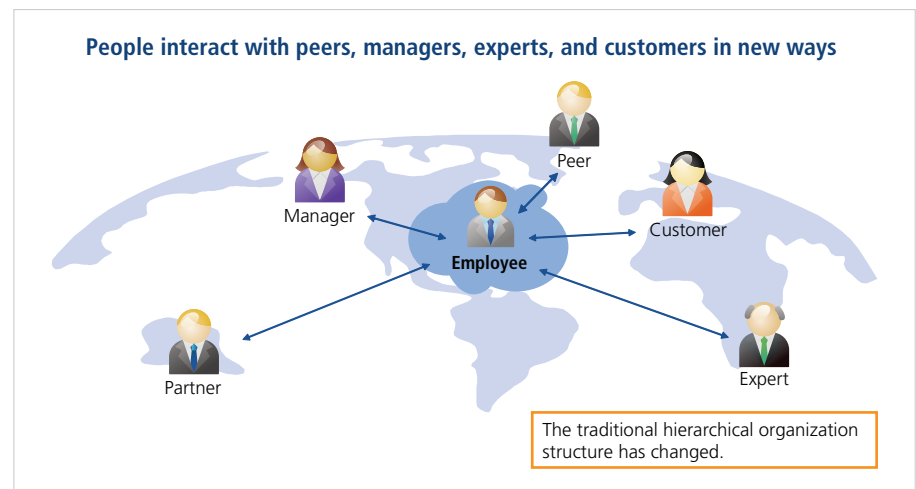 People interact with peers, managers, experts, and customers in new ways
Peer
Manager
Customer
Employee
Partner
Expert
The traditional hierarchical organization
structure has changed.